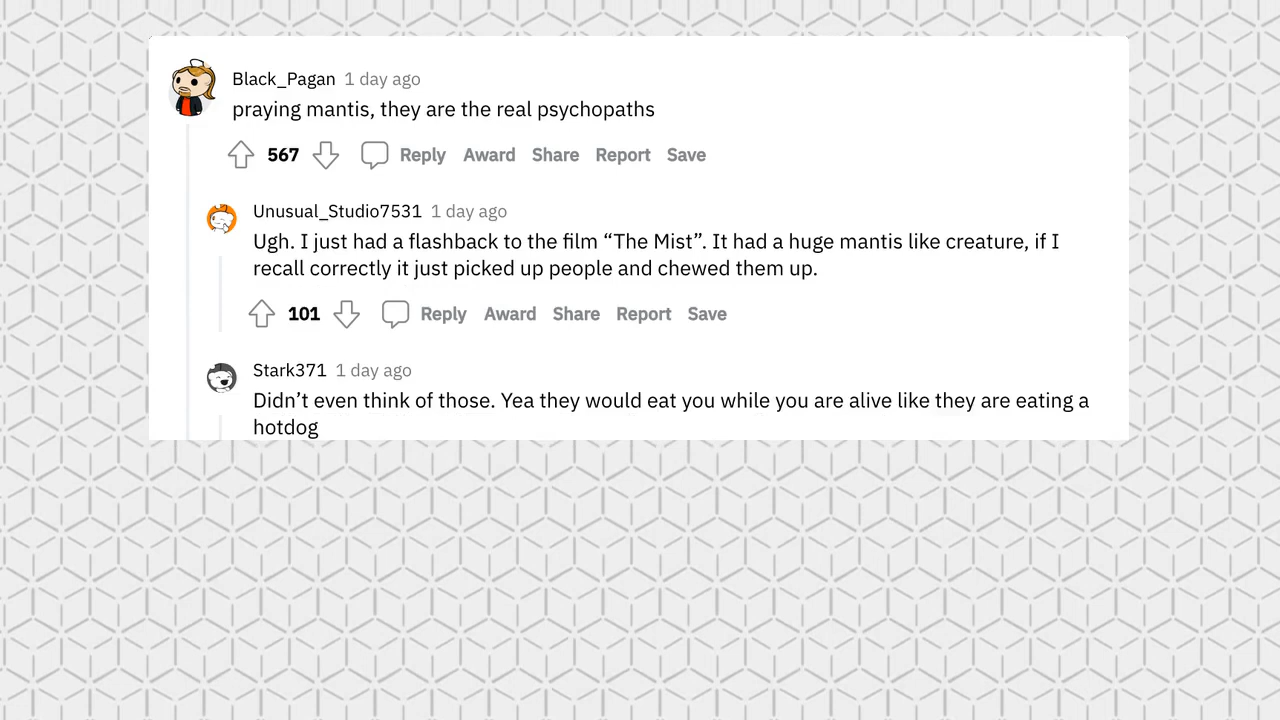 Black_Pagan 1 day ago
praying mantis, they are the real psychopaths
567 Reply Award Share Report Save
Unusual_Studio7531 1 day ago
Ugh. I just had a flashback to the film “The Mist”. It had a huge mantis like creature, if I
recall correctly it just picked up people and chewed them up.
101 Reply Award Share Report Save
Stark371 1 day ago
Didn’t even think of those. Yea they would eat you while you are alive like they are eating a
hotdog